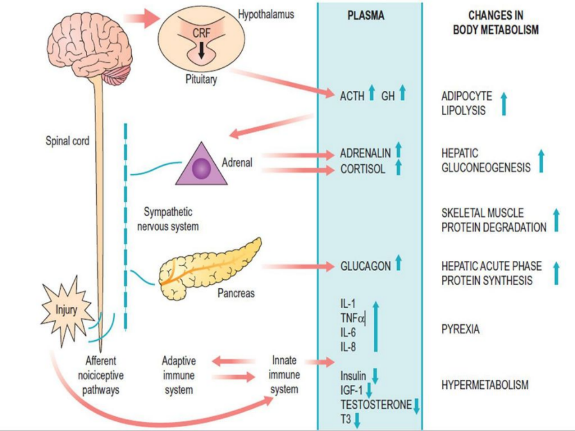 Hypothalamus
CRF
Pituitary
Spinal cord
Adrenal
Sympathetic
nervous system
Pancreas
Injury
Afferent
noiciceptive
pathways
Adaptive
immune
system
Innate
immune
system
PLASMA
ACTH GH
ADRENALIN
CORTISOL
GLUCAGON
IL-1
TNFα
IL-6
IL-8
Insulin
IGF-1
TESTOSTERONE
T3
CHANGES IN
BODY METABOLISM
ADIPOCYTE
LIPOLYSIS
HEPATIC
GLUCONEOGENESIS
SKELETAL MUSCLE
PROTEIN DEGRADATION
HEPATIC ACUTE PHASE
PROTEIN SYNTHESIS
PYREXIA
HYPERMETABOLISM